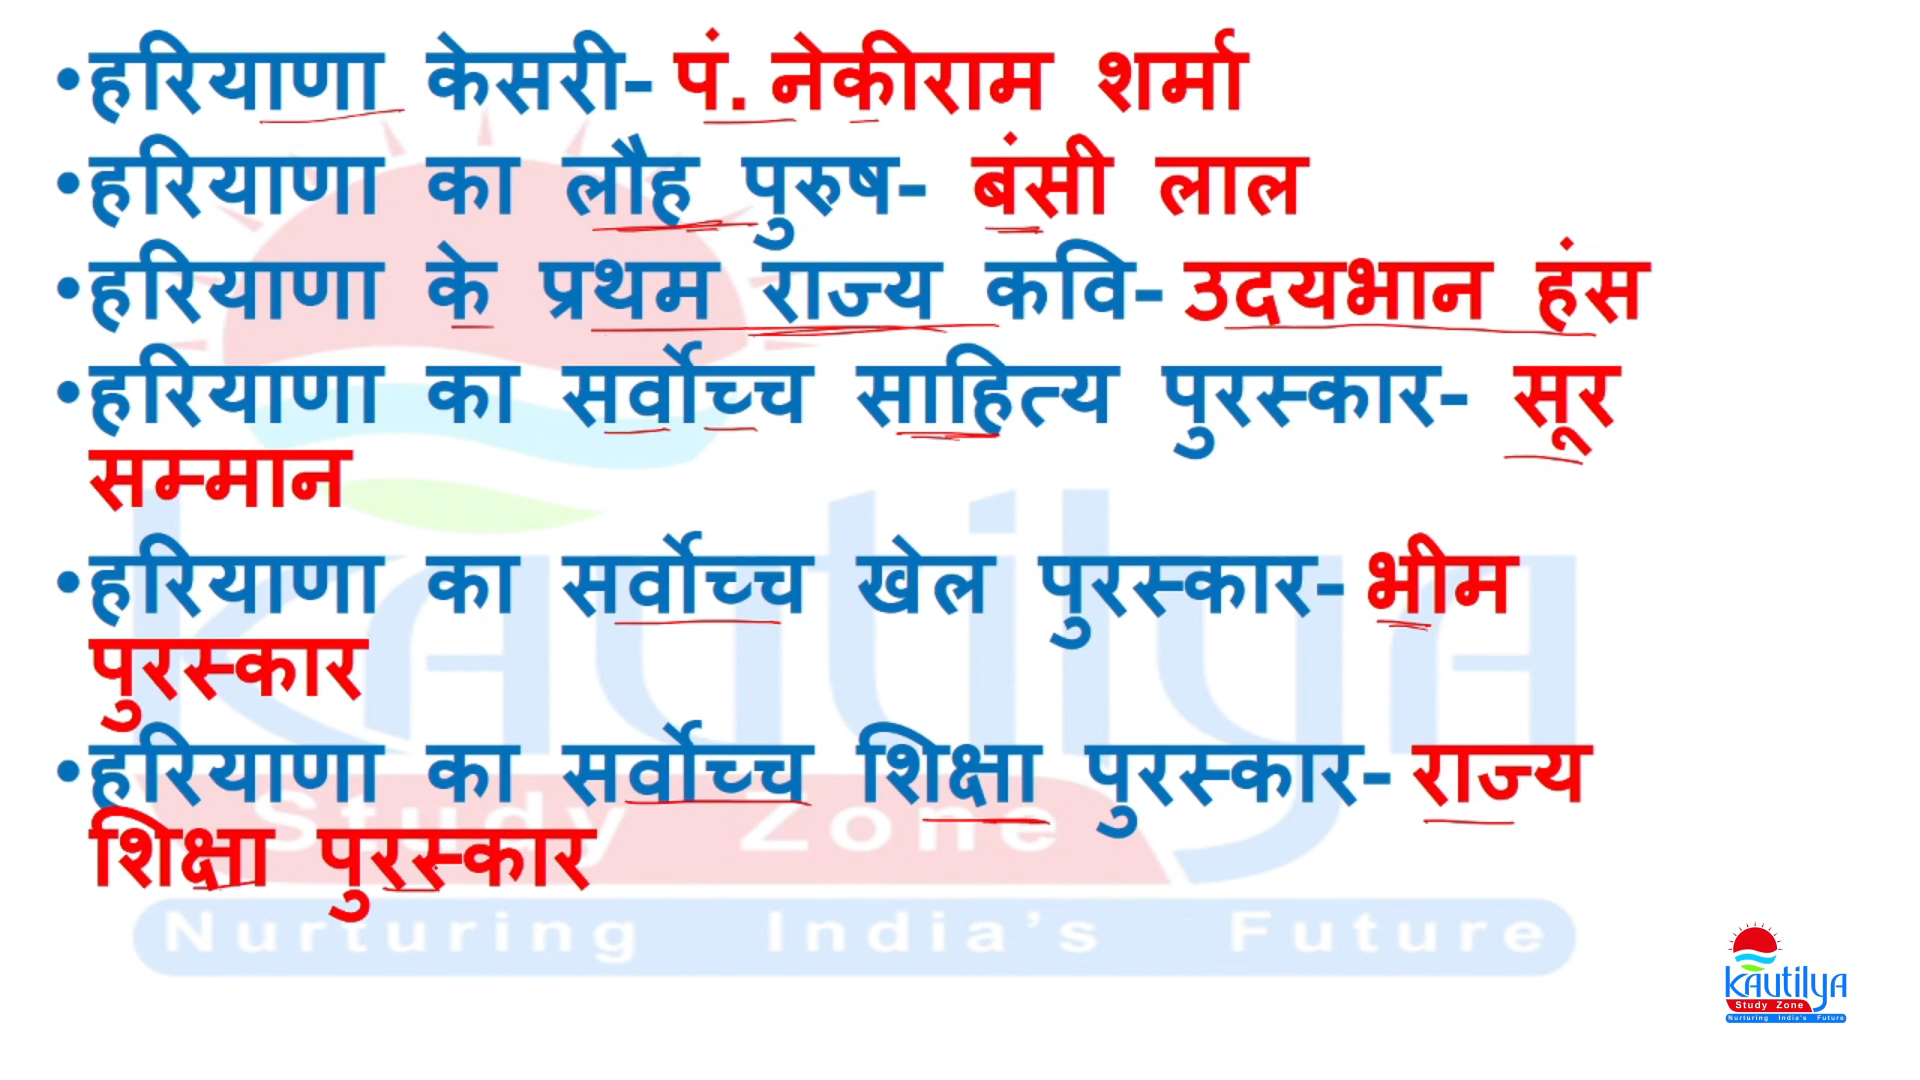 •हरियाणा केसरी- पं. नेकीराम शर्मा
•हरियाणा का लौह पुरुष- बंसी लाल
•हरियाणा के प्रथम राज्य कवि- उदयभान हंस
•हरियाणा का सर्वोच्च साहित्य पुरस्कार- सूर
सम्मान
•हरियाणा का सर्वोच्च खेल पुरस्कार- भीम
पुरस्कार
•हरियाणा का सर्वोच्च शिक्षा पुरस्कार- राज्य
शिक्षा पुरस्कार
Kautilya
Study Zone
Nurturing India's Future
Kautilya
Study Zone
Nurturing India's Future